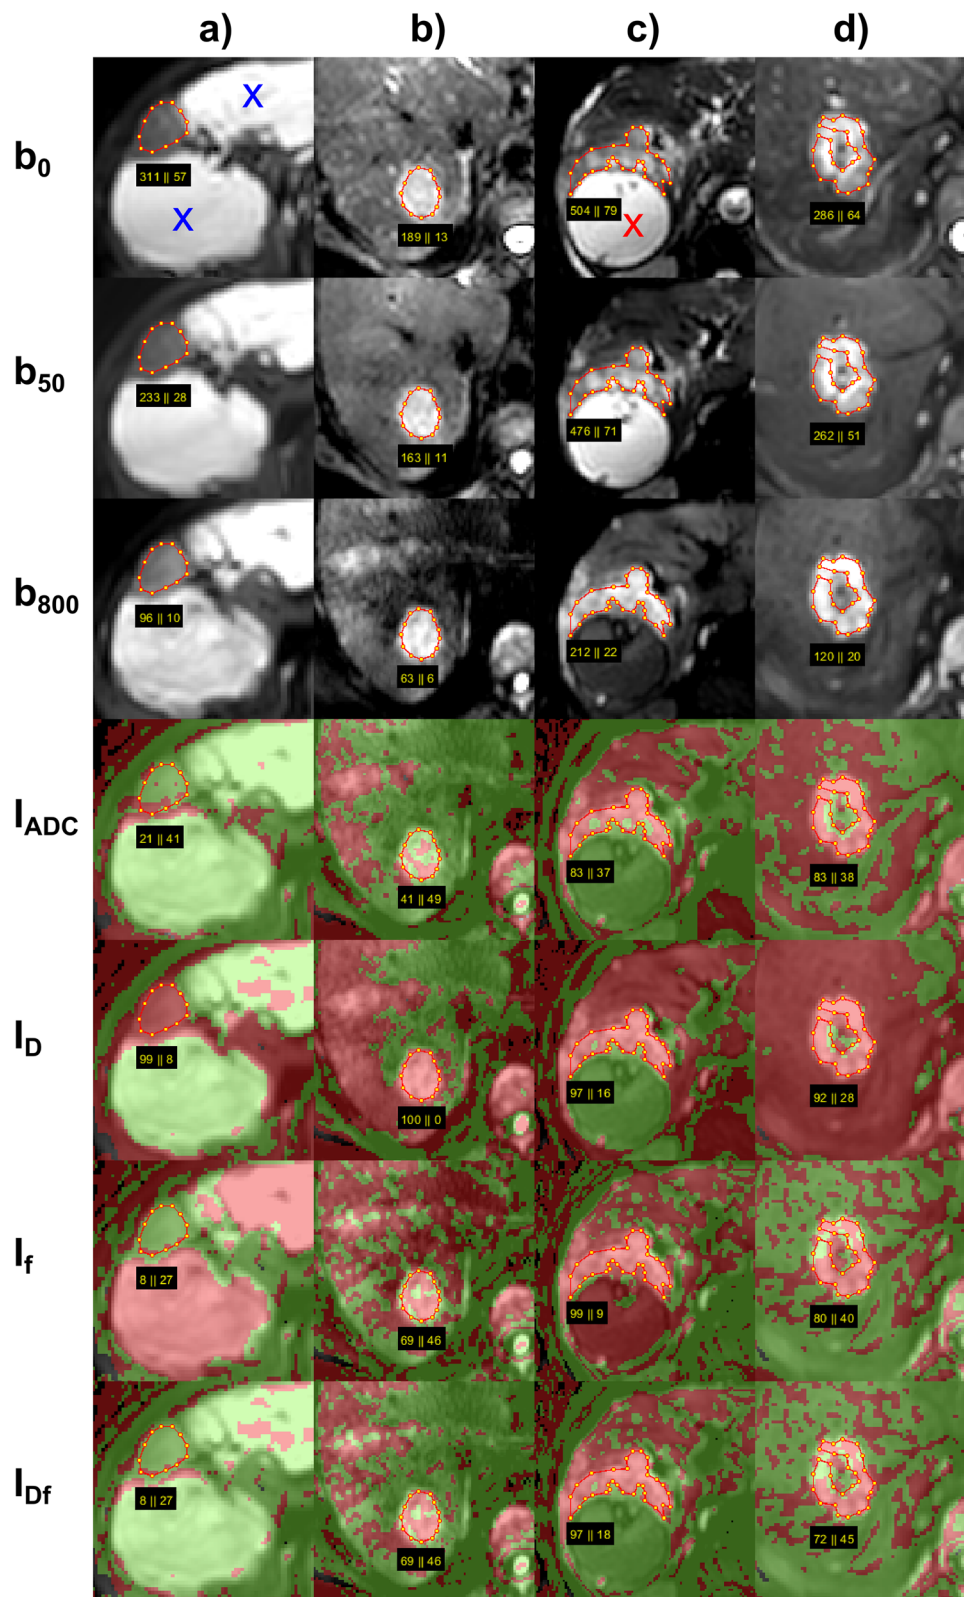 a) b) c) d)
b0
X
X
X
311 || 57
189 || 13
504 || 79
286 || 64
b50
233 || 28
163 || 11
476 || 71
262 || 51
b800
96 || 10
63 || 6
212 || 22
120 || 20
IADC
21 || 41
41 || 49
83 || 37
83 || 38
ID
99 || 8
100 || 0
97 || 16
92 || 28
If
8 || 27
69 || 46
99 || 9
80 || 40
IDf
8 || 27
69 || 46
97 || 18
72 || 45